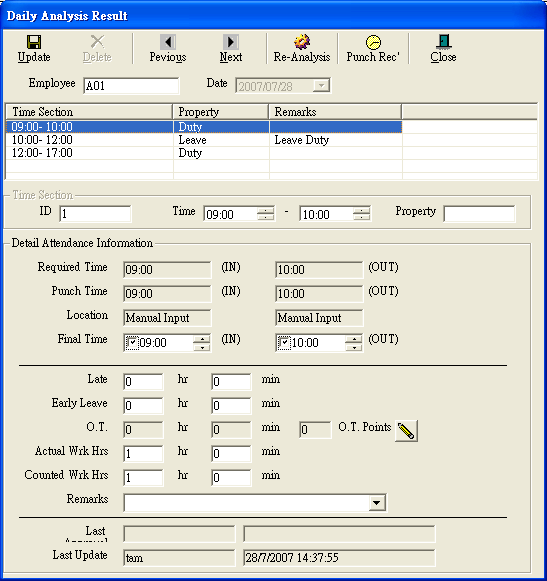 Daily Analysis Result
Update Delete Pevious Next Re-Analysis Punch Rec' Close
Employee A01 Date 2007/07/28
Time Section Property Remarks
09:00- 10:00 Duty
10:00- 12:00 Leave Leave Duty
12:00- 17:00 Duty
Time Section
ID 1 Time 09:00 - 10:00 Property
Detail Attendance Information
Required Time 09:00 (IN) 10:00 (OUT)
Punch Time 09:00 (IN) 10:00 (OUT)
Location Manual Input Manual Input
Final Time 09:00 (IN) 10:00 (OUT)
Late 0 hr 0 min
Early Leave 0 hr 0 min
O.T. 0 hr 0 min 0 O.T. Points
Actual Wrk Hrs 1 hr 0 min
Counted Wrk Hrs 1 hr 0 min
Remarks
Last
Last Update tam 28/7/2007 14:37:55